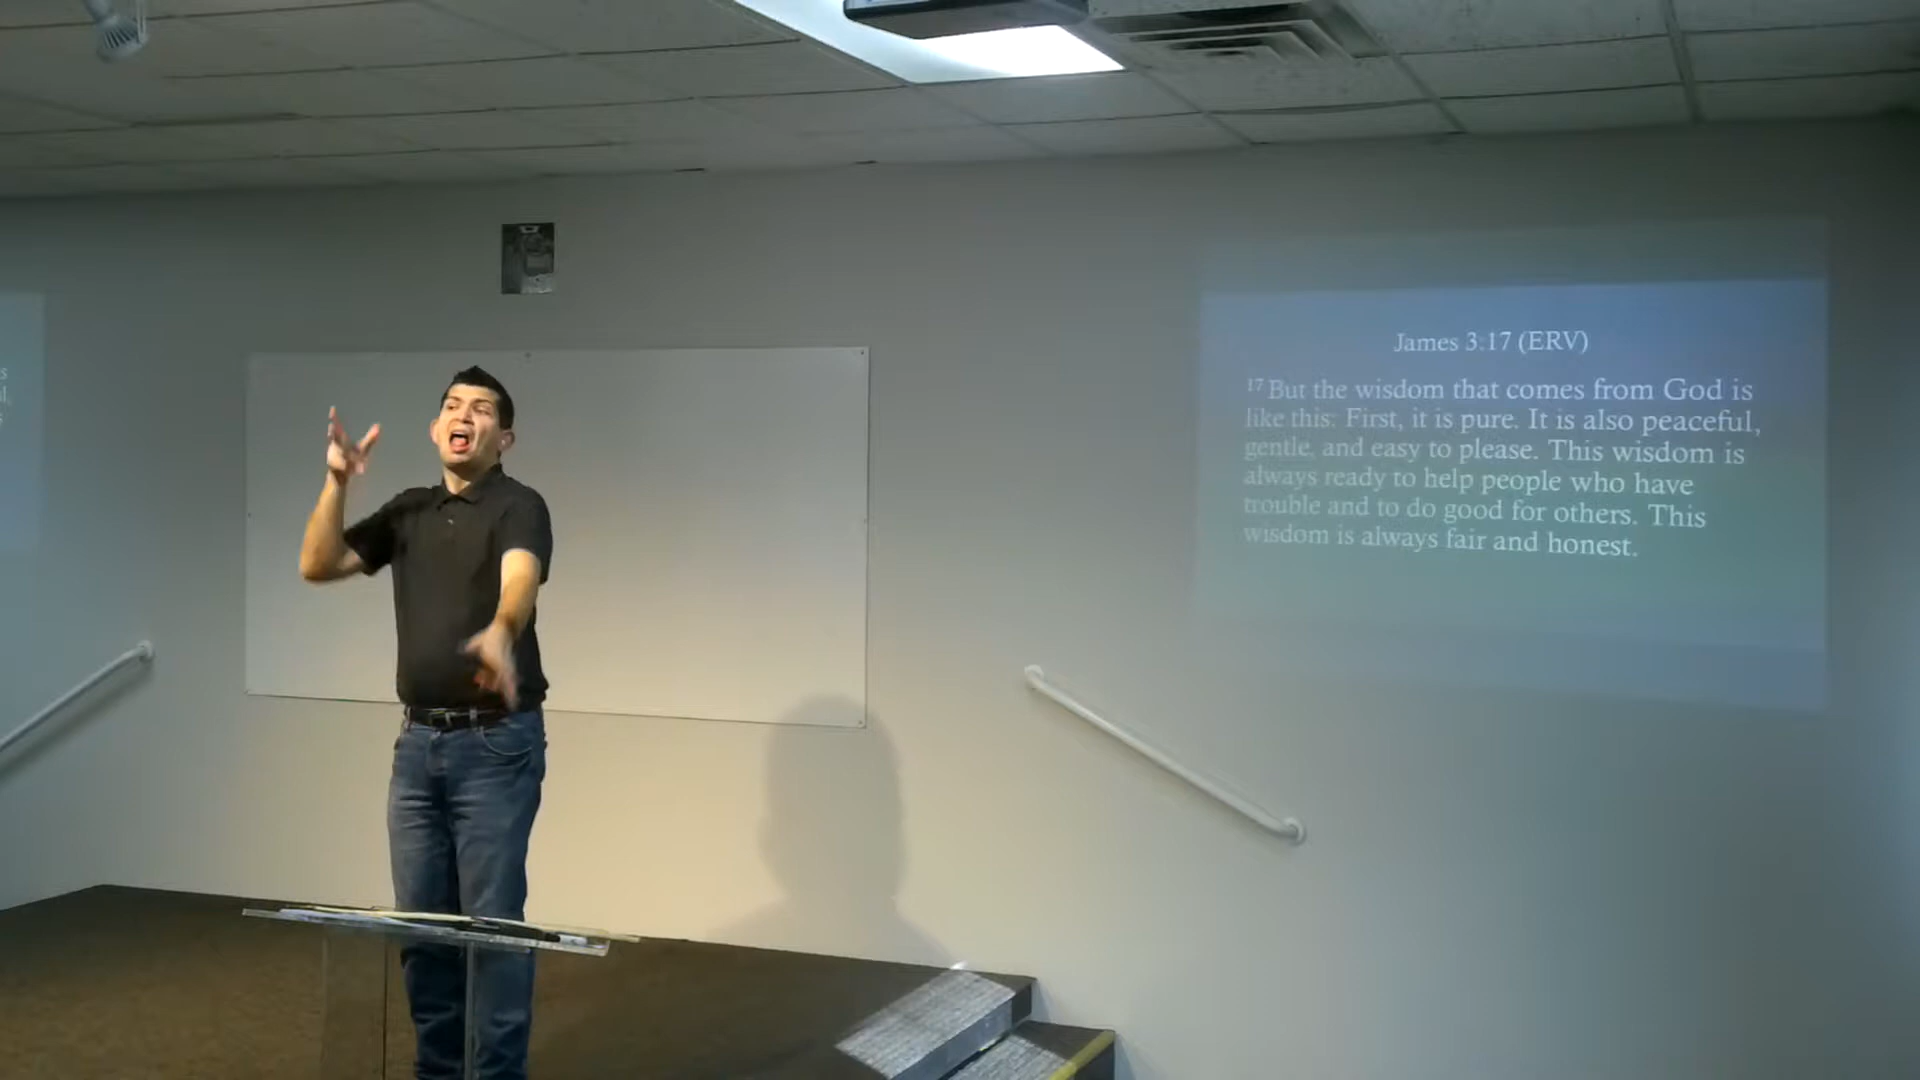 James 3:17 (ERV)
17 But the wisdom that comes from God is
like this: First, it is pure. It is also peaceful,
gentle, and easy to please. This wisdom is
always ready to help people who have
trouble and to do good for others. This
wisdom is always fair and honest.